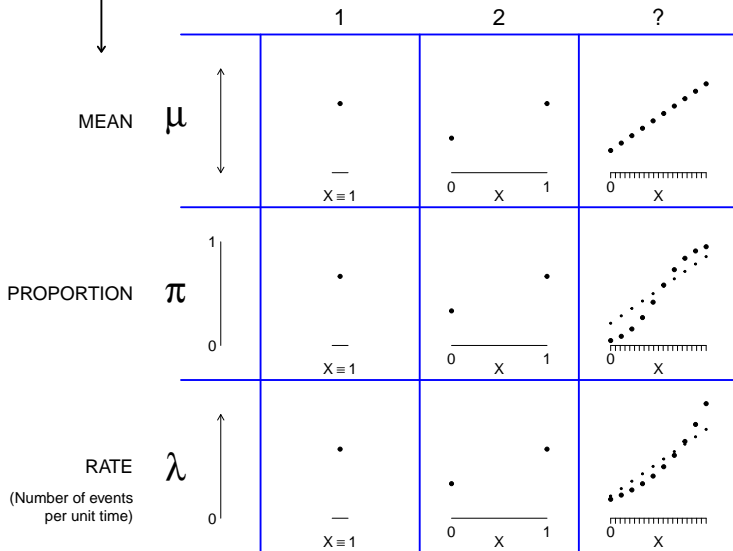 1 2 ?
MEAN μ
0 1 0
X ≡ 1 X X
1
PROPORTION π
0
0 1 0
X ≡ 1 X X
RATE λ
(Number of events
per unit time)
0
0 1 0
X ≡ 1 X X